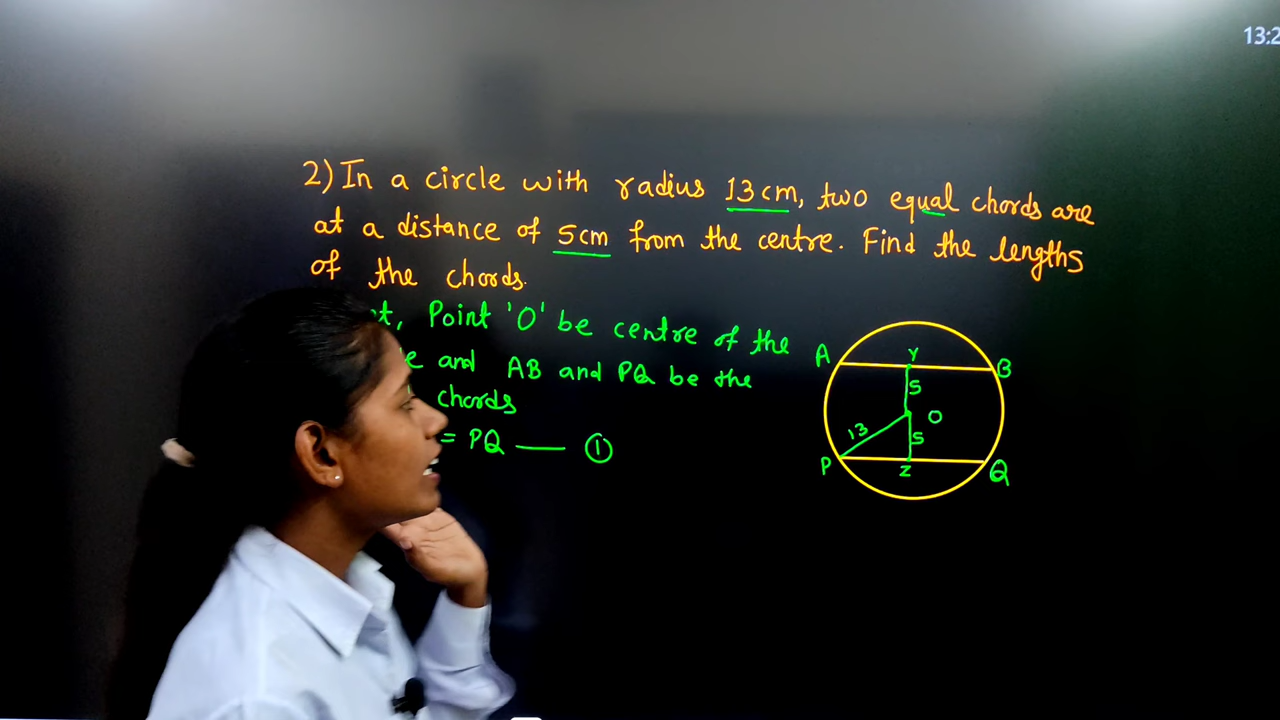 13:2
2) In a circle with radius 13 cm, two equal chords are
at a distance of 5cm from the centre. Find the lengths
of the chords.
t, Point 'O' be centre of the
e and AB and PQ be the
chords
= PQ —— ①
A Y B
5
O
13
5
P Z Q